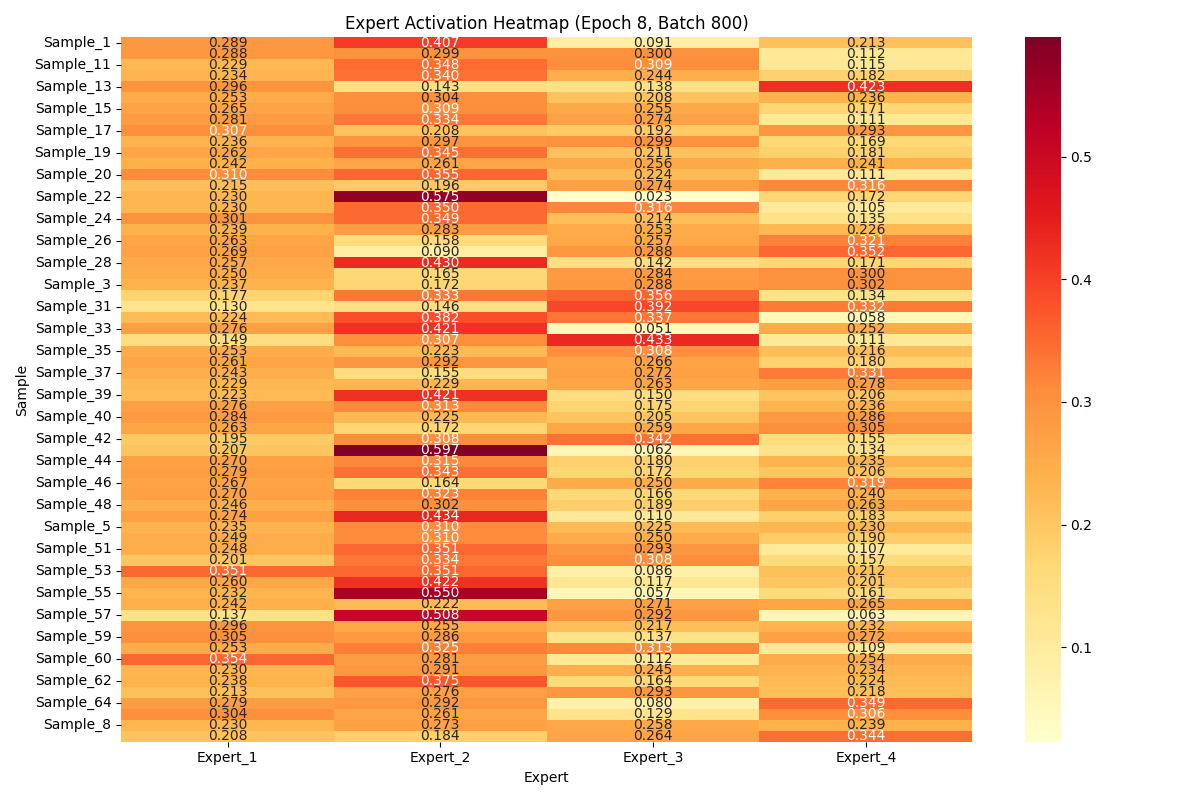 Expert Activation Heatmap (Epoch 8, Batch 800)
Sample_1 0.289 0.407 0.091 0.213
0.288 0.299 0.300 0.112
Sample_11 0.229 0.348 0.309 0.115
0.234 0.340 0.244 0.182
Sample_13 0.296 0.143 0.138 0.423
0.253 0.304 0.208 0.236
Sample_15 0.265 0.309 0.255 0.171
0.281 0.334 0.274 0.111
Sample_17 0.307 0.208 0.192 0.293
0.236 0.297 0.299 0.169
Sample_19 0.262 0.345 0.211 0.181
0.242 0.261 0.256 0.241
Sample_20 0.310 0.355 0.224 0.111
0.215 0.196 0.274 0.316
Sample_22 0.230 0.575 0.023 0.172
0.230 0.350 0.316 0.105
Sample_24 0.301 0.349 0.214 0.135
0.239 0.283 0.253 0.226
Sample_26 0.263 0.158 0.257 0.321
0.269 0.090 0.288 0.352
Sample_28 0.257 0.430 0.142 0.171
0.250 0.165 0.284 0.300
Sample_3 0.237 0.172 0.288 0.302
0.177 0.333 0.356 0.134
Sample_31 0.130 0.146 0.392 0.332
0.224 0.382 0.337 0.058
Sample_33 0.276 0.421 0.051 0.252
0.149 0.307 0.433 0.111
Sample_35 0.253 0.223 0.308 0.216
0.261 0.292 0.266 0.180
Sample_37 0.243 0.155 0.272 0.331
0.229 0.229 0.263 0.278
Sample_39 0.223 0.421 0.150 0.206
0.276 0.313 0.175 0.236
Sample_40 0.284 0.225 0.205 0.286
0.263 0.172 0.259 0.305
Sample_42 0.195 0.308 0.342 0.155
0.207 0.597 0.062 0.134
Sample_44 0.270 0.315 0.180 0.235
0.279 0.343 0.172 0.206
Sample_46 0.267 0.164 0.250 0.319
0.270 0.323 0.166 0.240
Sample_48 0.246 0.302 0.189 0.263
0.274 0.434 0.110 0.183
Sample_5 0.235 0.310 0.225 0.230
0.249 0.310 0.250 0.190
Sample_51 0.248 0.351 0.293 0.107
0.201 0.334 0.308 0.157
Sample_53 0.351 0.351 0.086 0.212
0.260 0.422 0.117 0.201
Sample_55 0.232 0.550 0.057 0.161
0.242 0.222 0.271 0.265
Sample_57 0.137 0.508 0.292 0.063
0.296 0.255 0.217 0.232
Sample_59 0.305 0.286 0.137 0.272
0.253 0.325 0.313 0.109
Sample_60 0.354 0.281 0.112 0.254
0.230 0.291 0.245 0.234
Sample_62 0.238 0.375 0.164 0.224
0.213 0.276 0.293 0.218
Sample_64 0.279 0.292 0.080 0.349
0.304 0.261 0.129 0.306
Sample_8 0.230 0.273 0.258 0.239
0.208 0.184 0.264 0.344
Expert_1 Expert_2 Expert_3 Expert_4
Expert
Sample
0.5
0.4
0.3
0.2
0.1